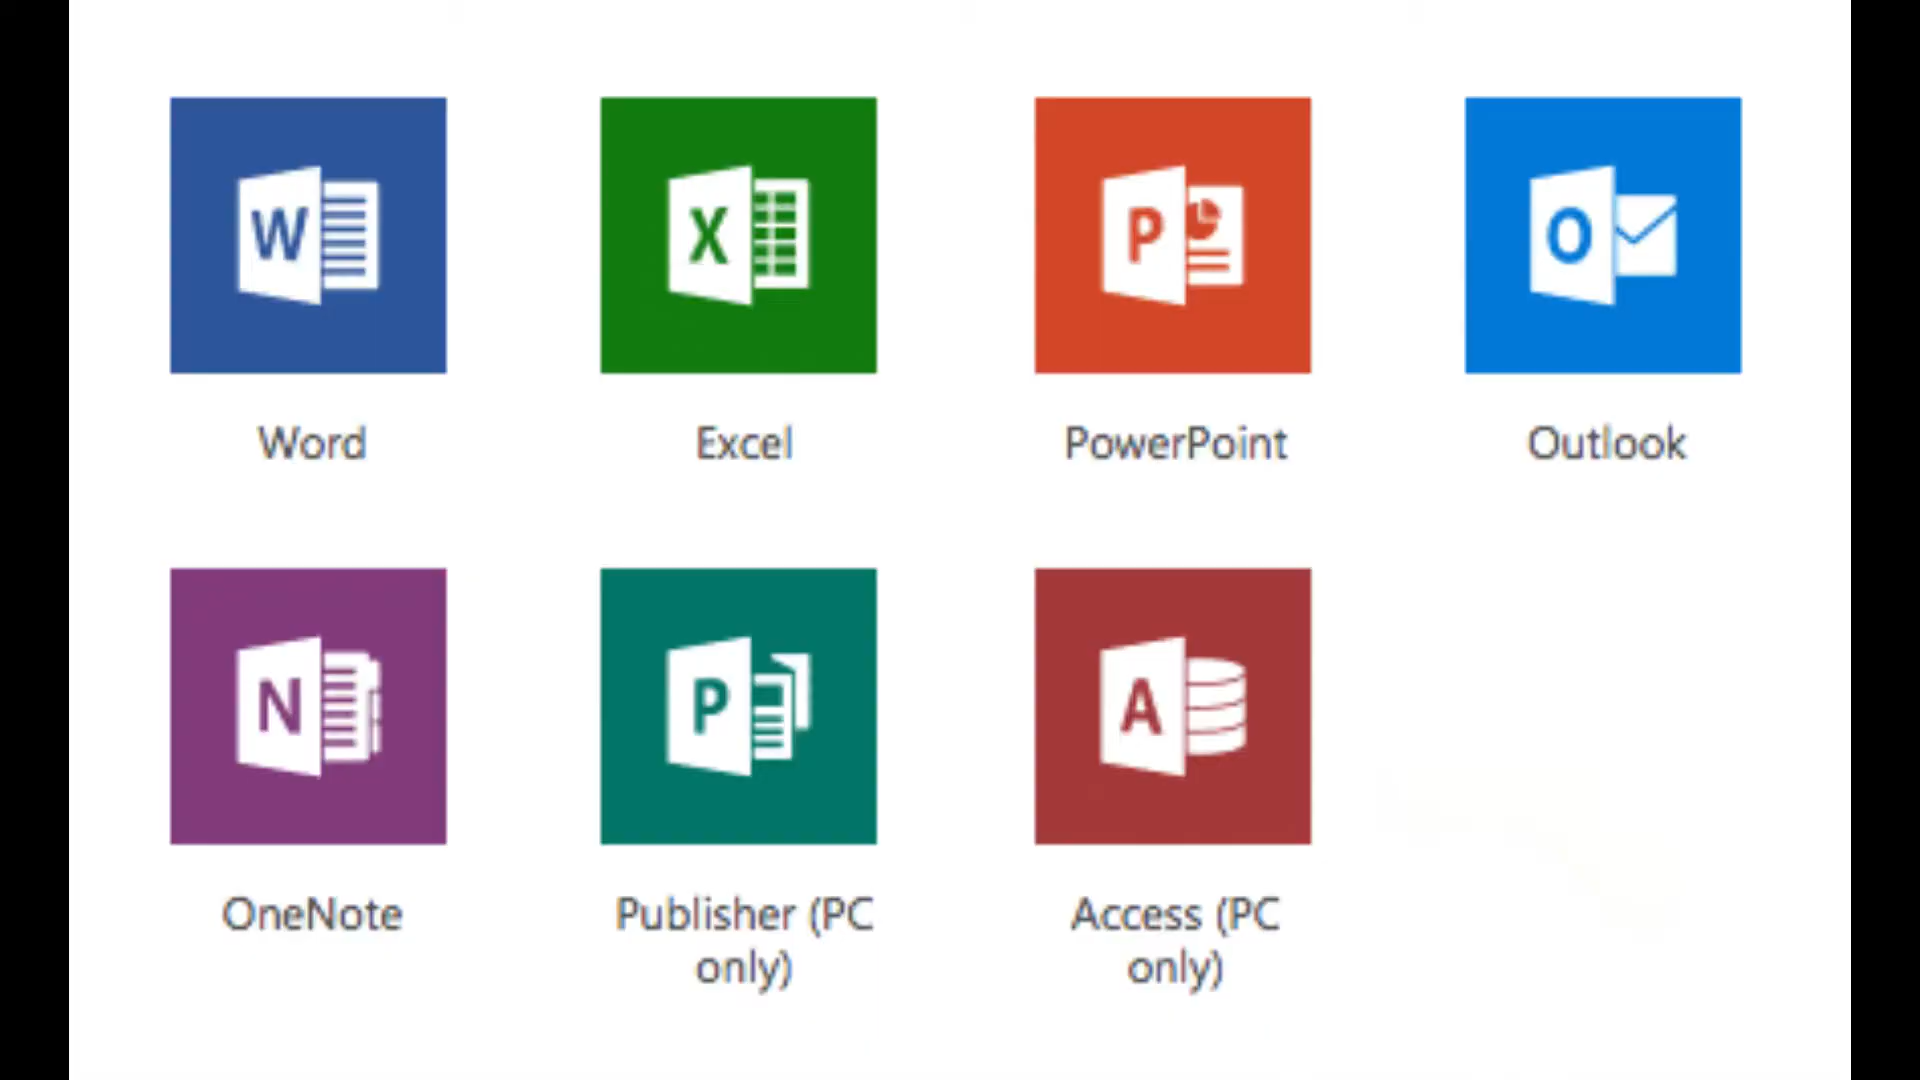 W
X
P
O
Word
Excel
PowerPoint
Outlook
N
P
A
OneNote
Publisher (PC
only)
Access (PC
only)